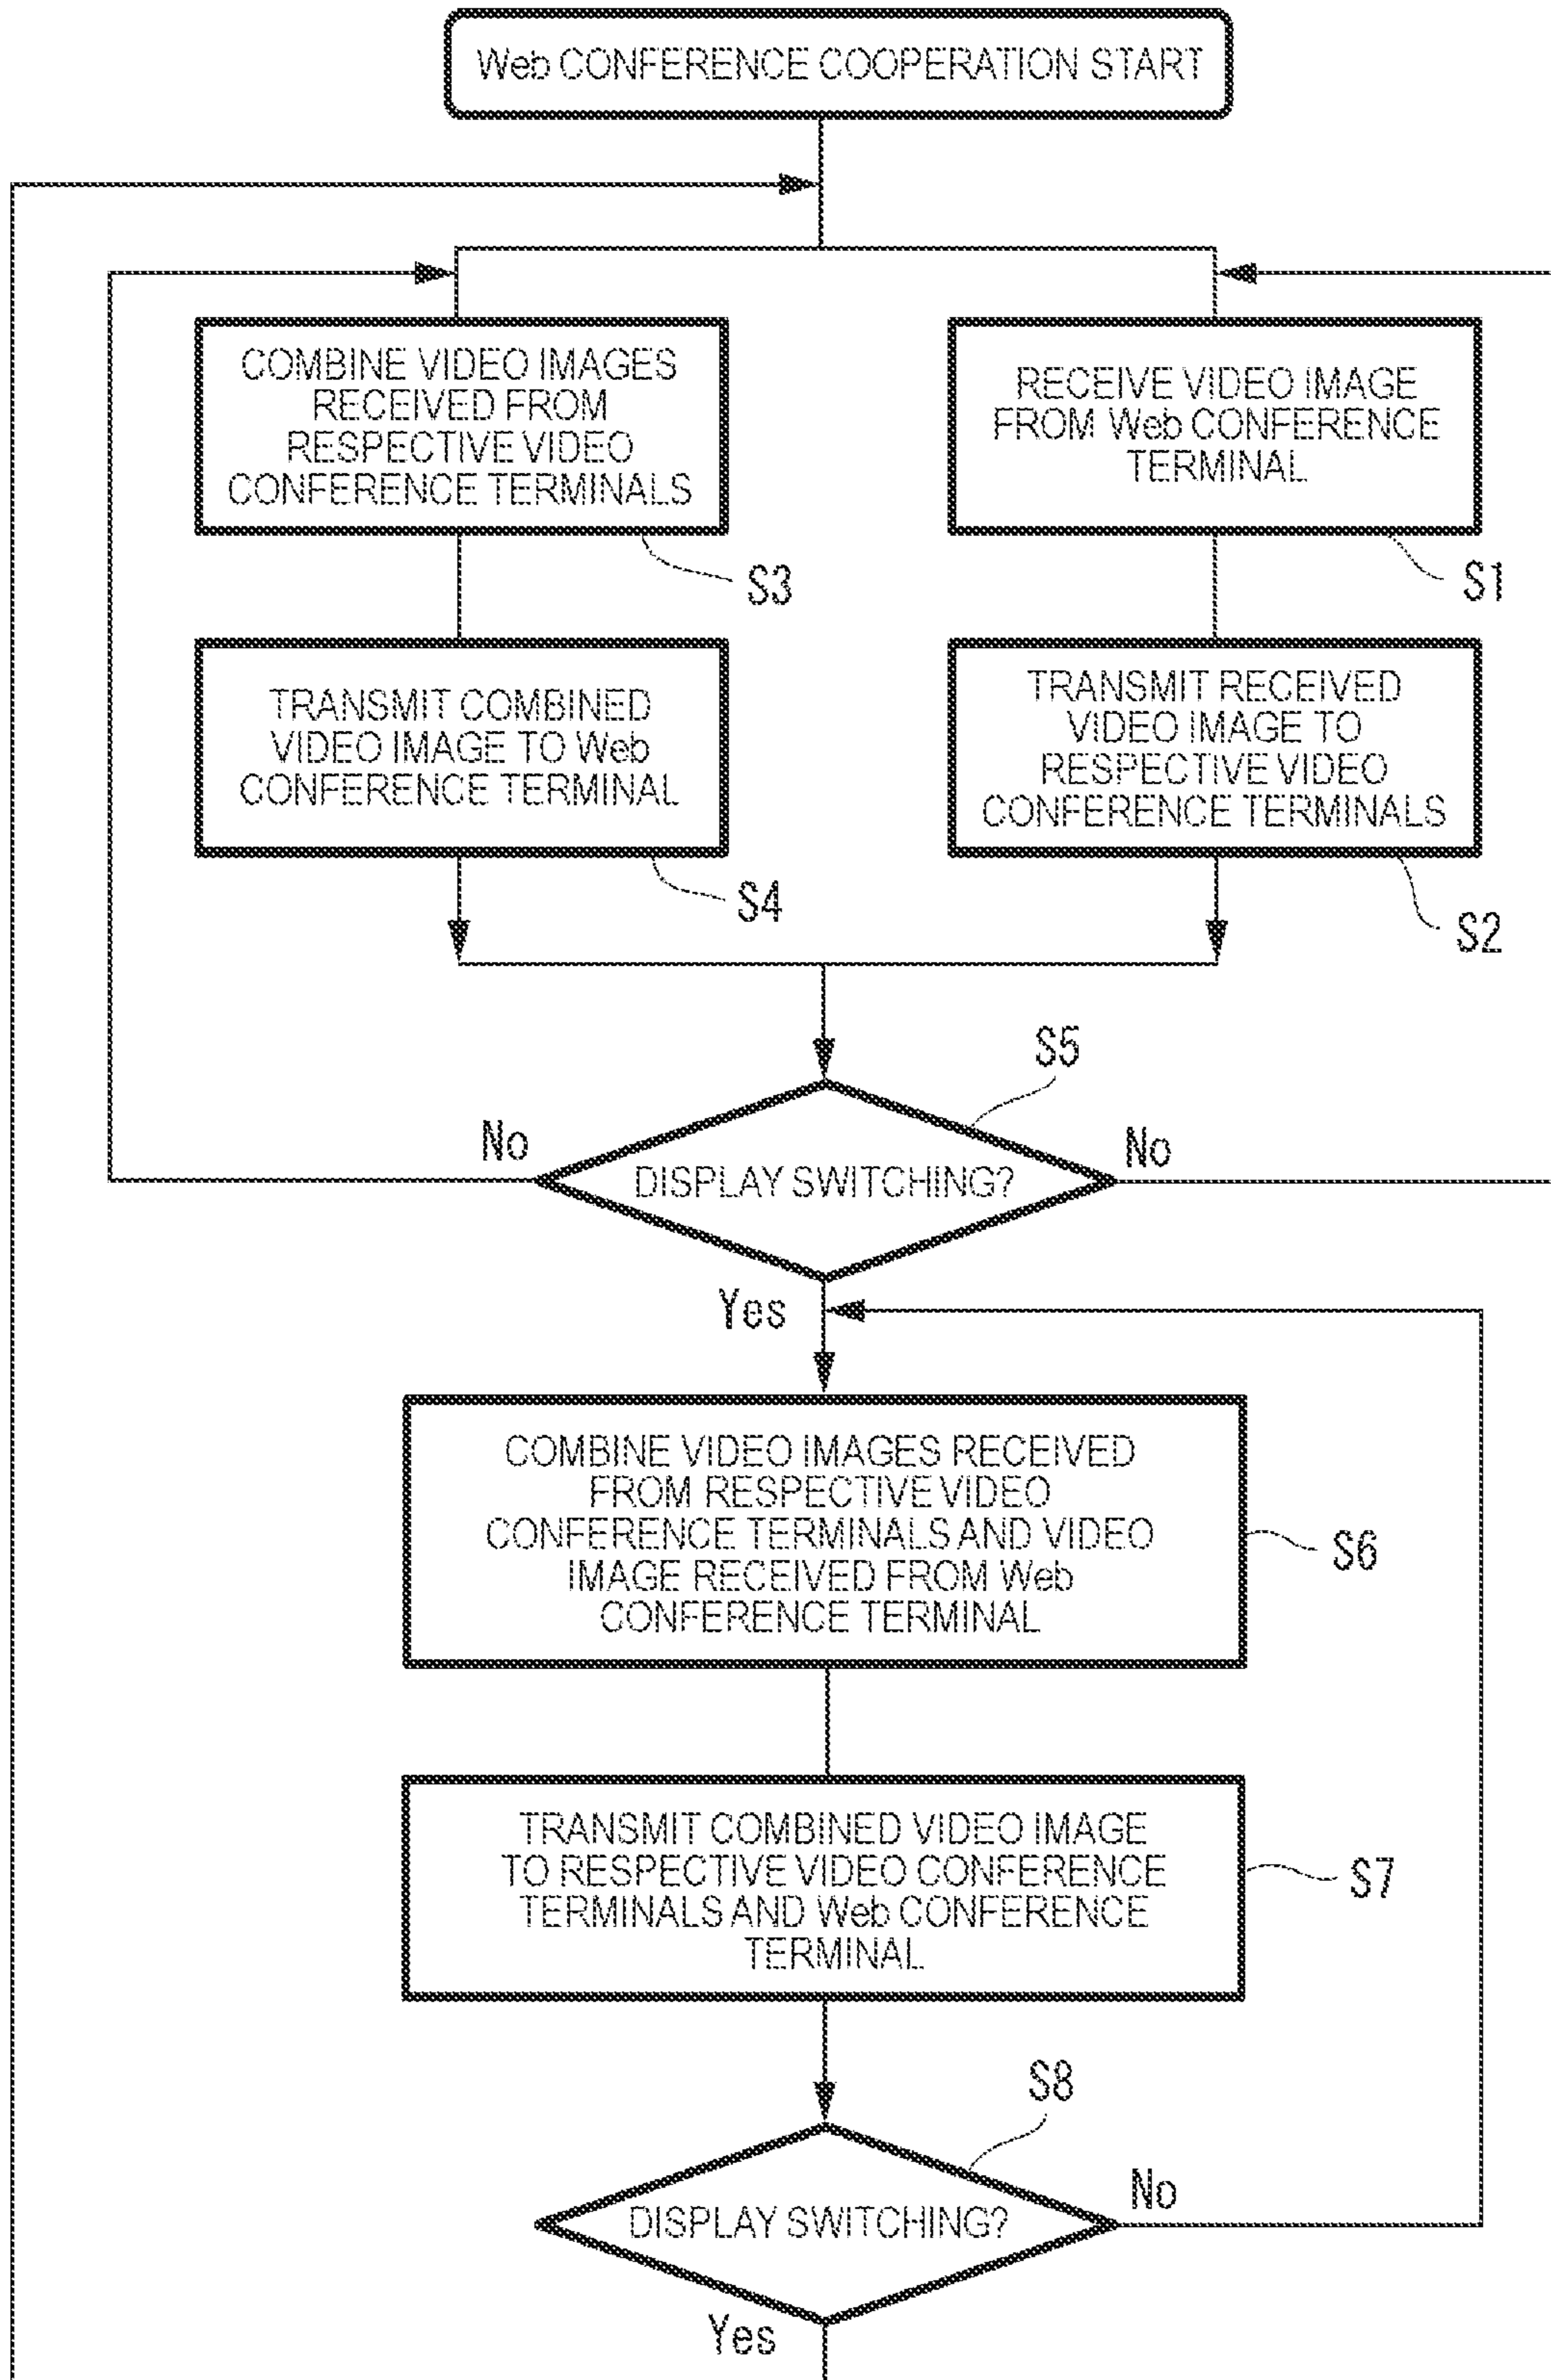 Web CONFERENCE COOPERATION START
COMBINE VIDEO IMAGES
RECEIVED FROM
RESPECTIVE VIDEO
CONFERENCE TERMINALS
S3
RECEIVE VIDEO IMAGE
FROM Web CONFERENCE
TERMINAL
S1
TRANSMIT COMBINED
VIDEO IMAGE TO Web
CONFERENCE TERMINAL
S4
TRANSMIT RECEIVED
VIDEO IMAGE TO
RESPECTIVE VIDEO
CONFERENCE TERMINALS
S2
S5
No
DISPLAY SWITCHING?
No
Yes
COMBINE VIDEO IMAGES RECEIVED
FROM RESPECTIVE VIDEO
CONFERENCE TERMINALS AND VIDEO
IMAGE RECEIVED FROM Web
CONFERENCE TERMINAL
S6
TRANSMIT COMBINED VIDEO IMAGE
TO RESPECTIVE VIDEO CONFERENCE
TERMINALS AND Web CONFERENCE
TERMINAL
S7
S8
DISPLAY SWITCHING?
No
Yes